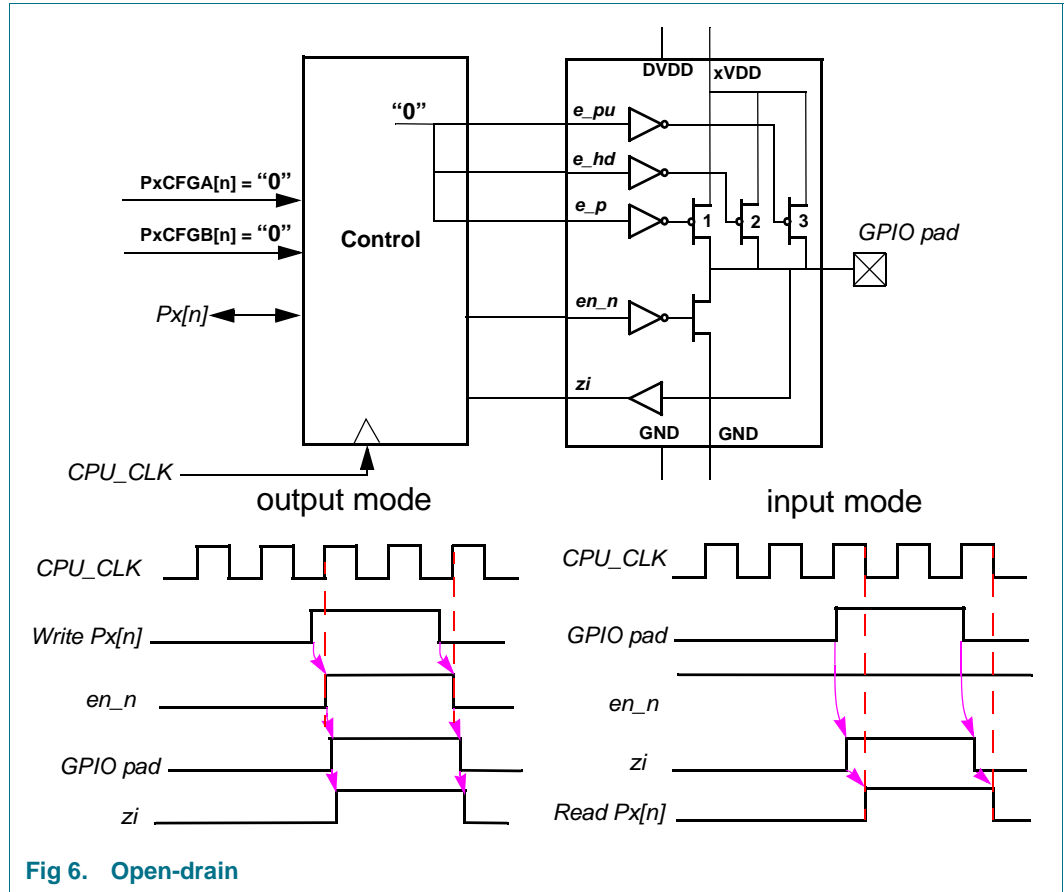 DVDD xVDD
“0”
e_pu
e_hd
PxCFGA[n] = “0”
e_p
1 2 3
Control
GPIO pad
PxCFGB[n] = “0”
Px[n]
en_n
zi
GND GND
CPU_CLK
output mode
input mode
CPU_CLK
Write Px[n]
en_n
GPIO pad
zi
CPU_CLK
GPIO pad
en_n
zi
Read Px[n]
Fig 6. Open-drain